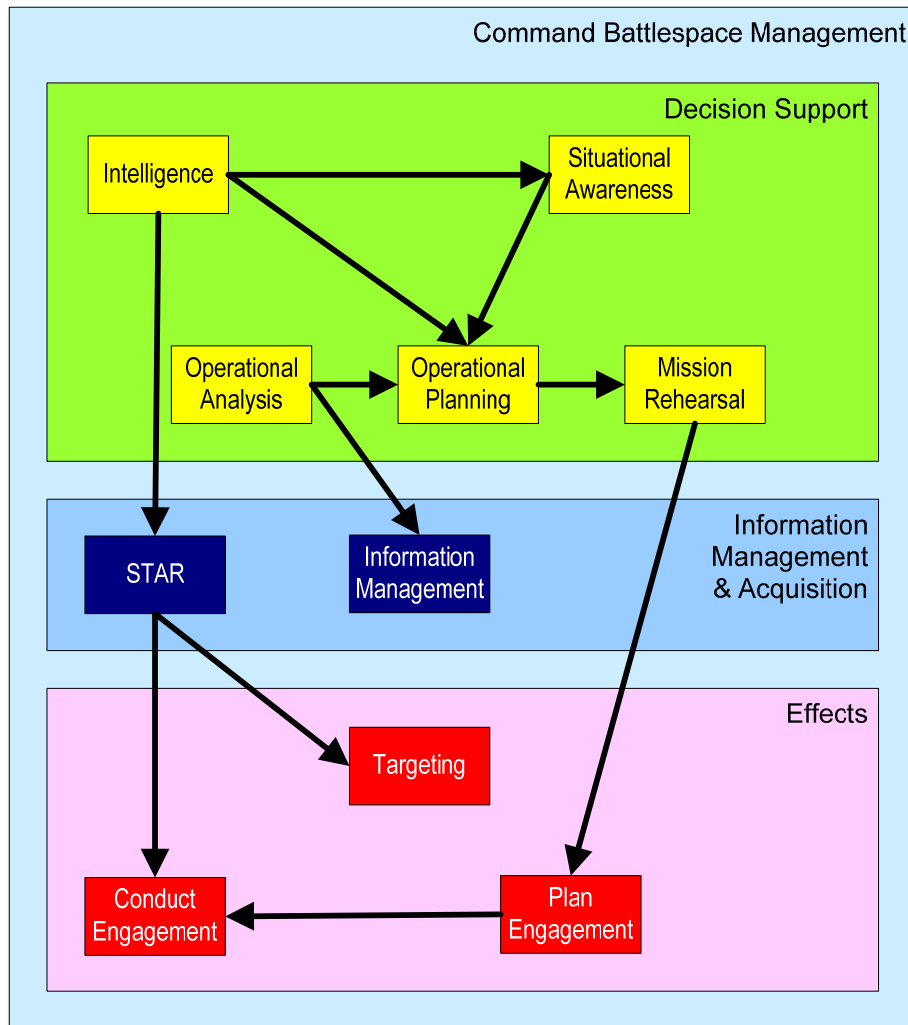 Command Battlespace Management
Decision Support
Intelligence
Situational
Awareness
Operational
Analysis
Operational
Planning
Mission
Rehearsal
Information
Management
& Acquisition
STAR
Information
Management
Effects
Targeting
Conduct
Engagement
Plan
Engagement